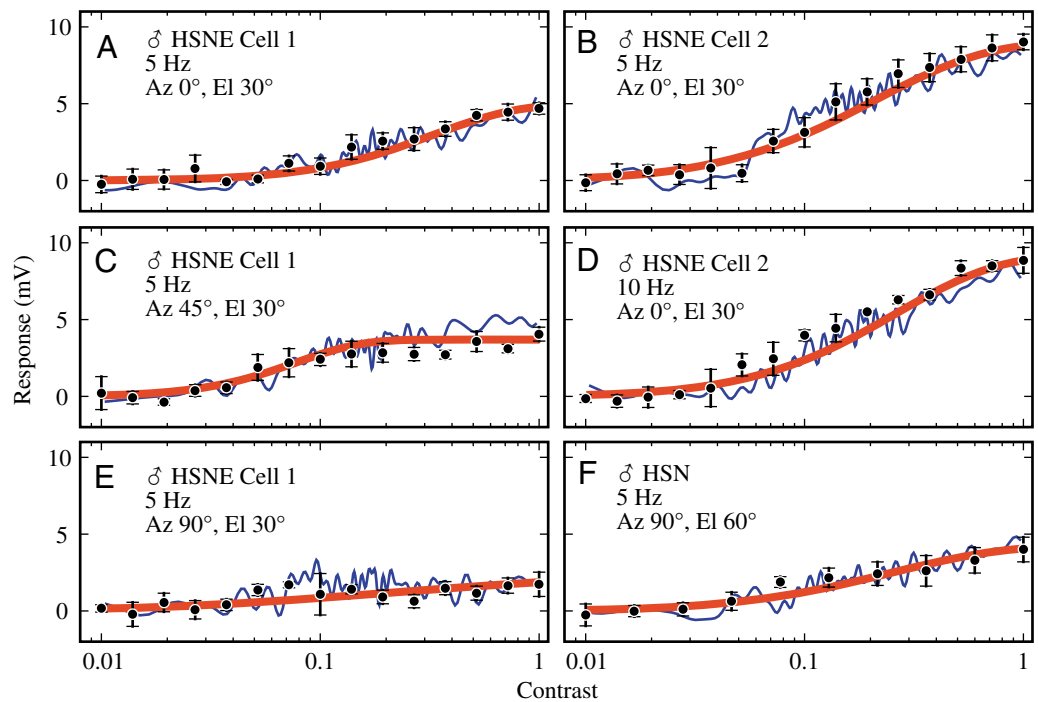 A
♂ HSNE Cell 1
5 Hz
Az 0°, El 30°
B
♂ HSNE Cell 2
5 Hz
Az 0°, El 30°
C
♂ HSNE Cell 1
5 Hz
Az 45°, El 30°
D
♂ HSNE Cell 2
10 Hz
Az 0°, El 30°
E
♂ HSNE Cell 1
5 Hz
Az 90°, El 30°
F
♂ HSN
5 Hz
Az 90°, El 60°
10
5
0
10
5
0
10
5
0
Response (mV)
0.01 0.1 1
0.01 0.1 1
Contrast